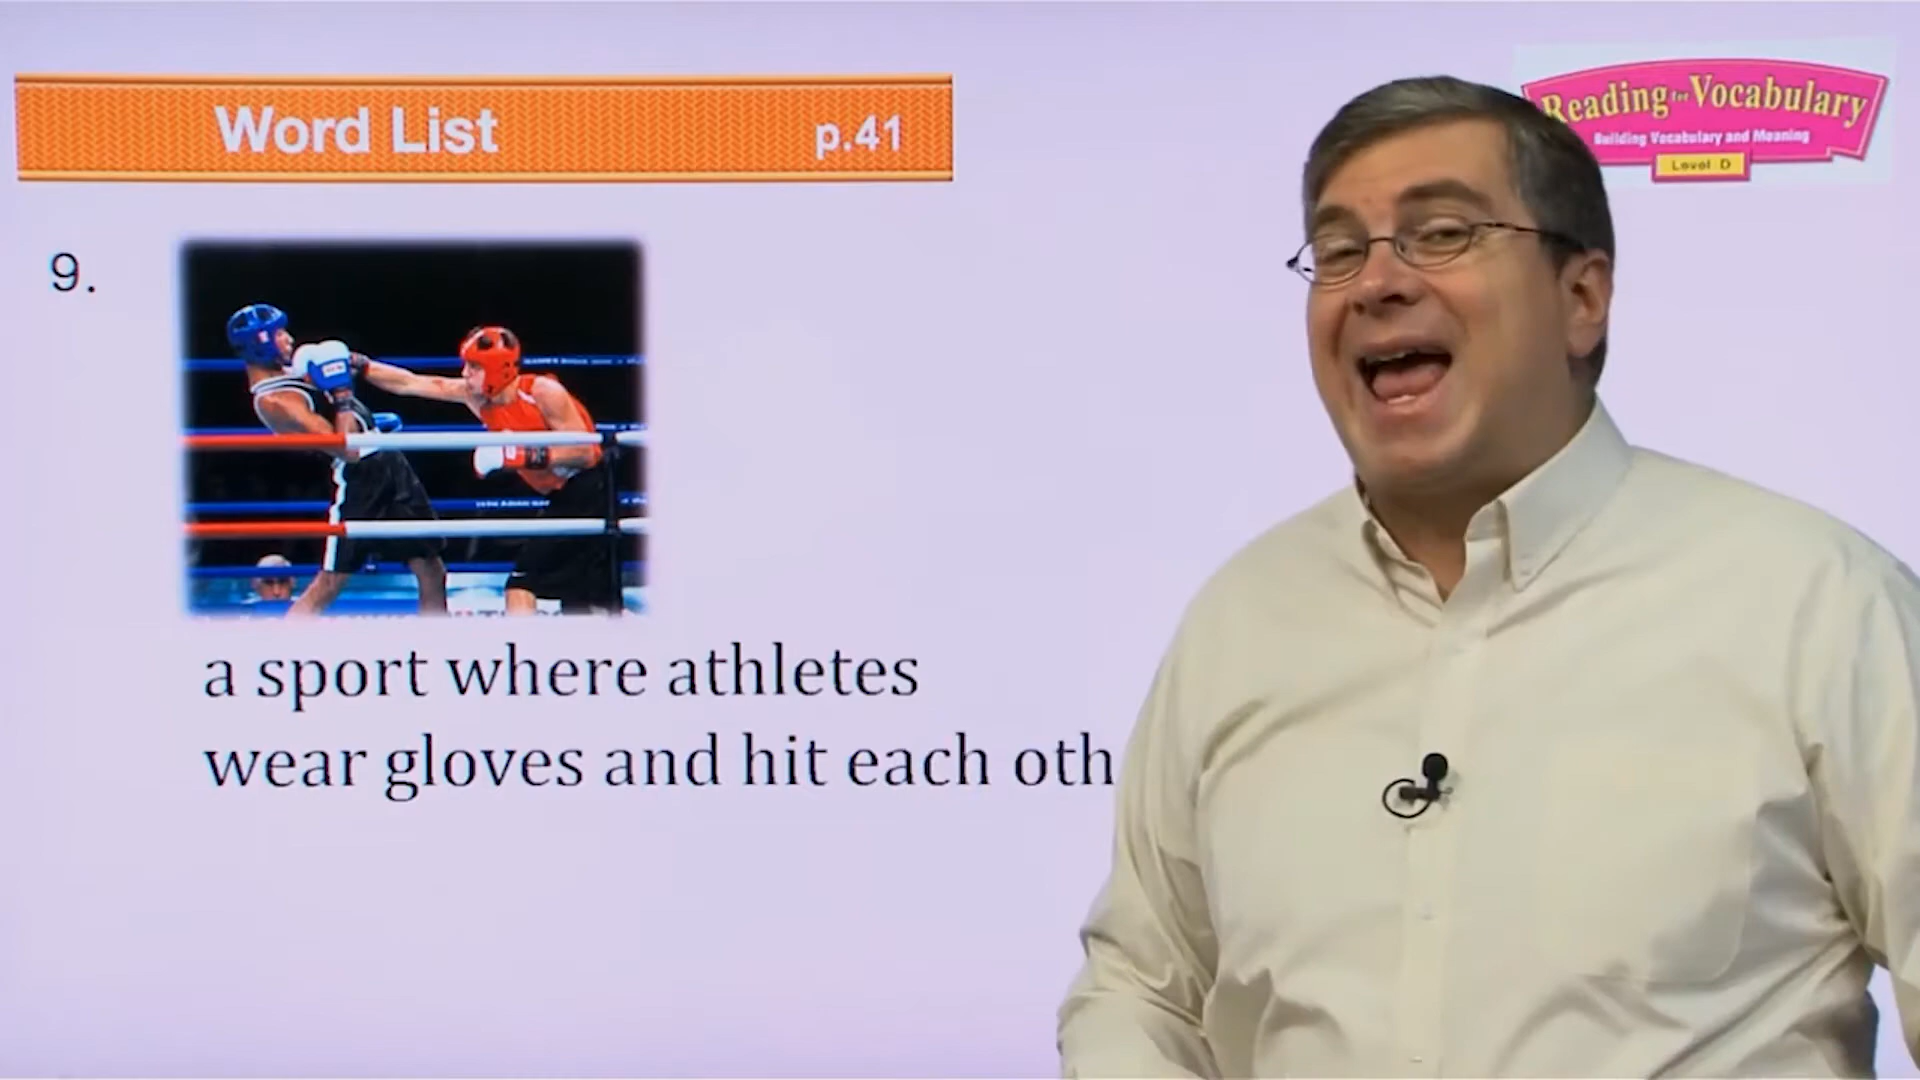 Word List p.41
Reading for Vocabulary
Building Vocabulary and Meaning
Level D
9.
a sport where athletes
wear gloves and hit each oth